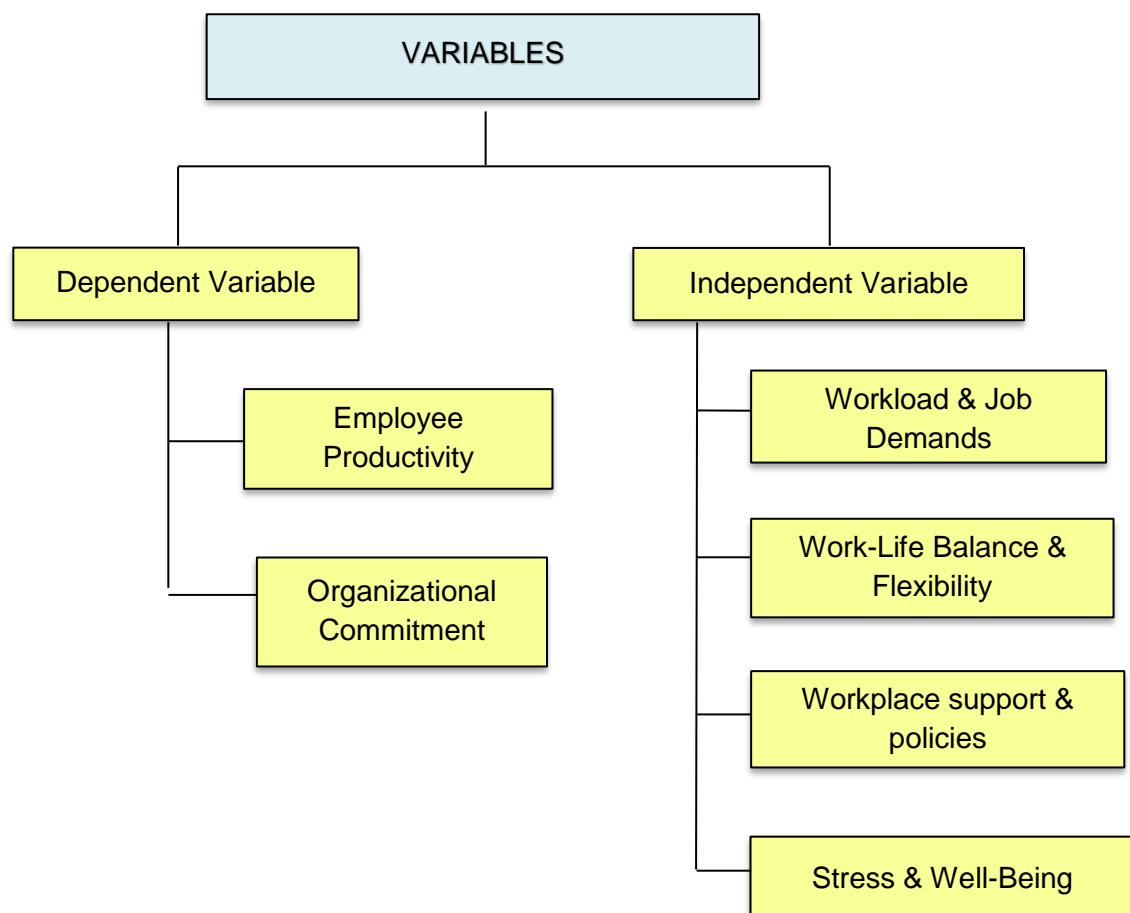 VARIABLES
Dependent Variable
Independent Variable
Employee
Productivity
Organizational
Commitment
Workload & Job
Demands
Work-Life Balance &
Flexibility
Workplace support &
policies
Stress & Well-Being